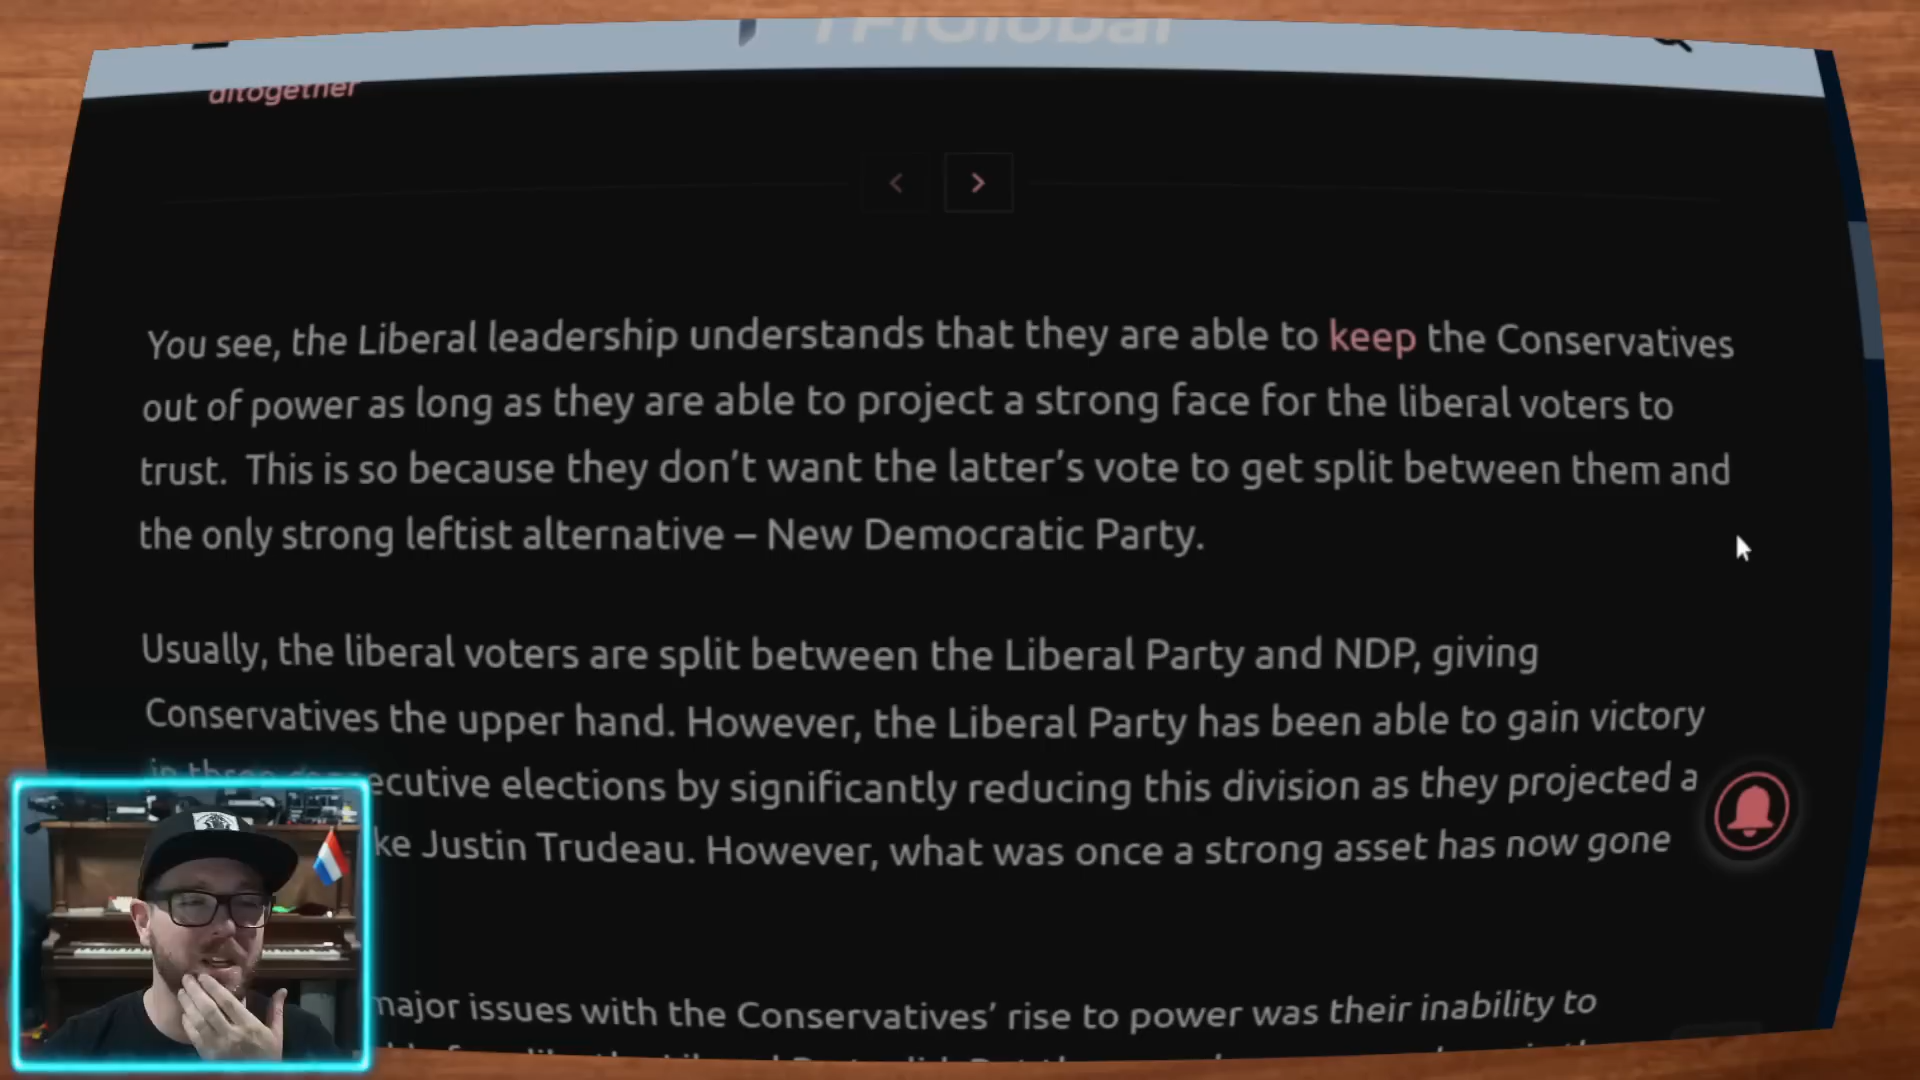 TFIGlobal
altogether
You see, the Liberal leadership understands that they are able to keep the Conservatives
out of power as long as they are able to project a strong face for the liberal voters to
trust. This is so because they don’t want the latter’s vote to get split between them and
the only strong leftist alternative – New Democratic Party.
Usually, the liberal voters are split between the Liberal Party and NDP, giving
Conservatives the upper hand. However, the Liberal Party has been able to gain victory
ecutive elections by significantly reducing this division as they projected a
ke Justin Trudeau. However, what was once a strong asset has now gone
major issues with the Conservatives’ rise to power was their inability to